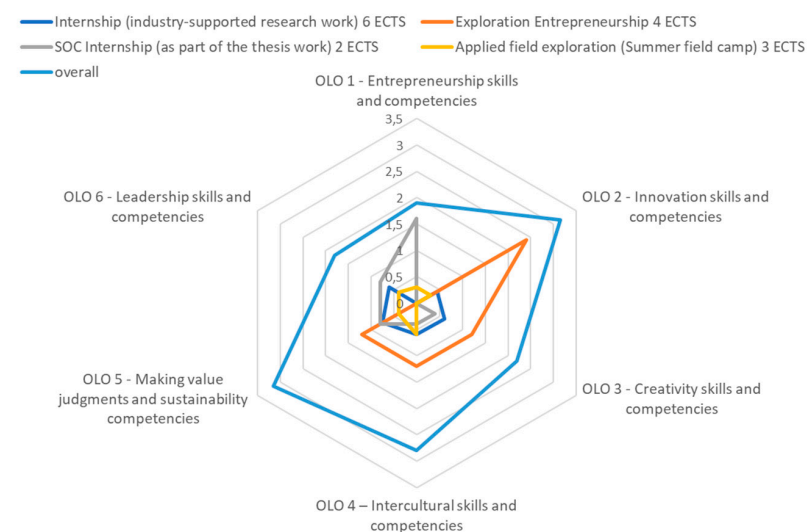 Internship (industry-supported research work) 6 ECTS
Exploration Entrepreneurship 4 ECTS
SOC Internship (as part of the thesis work) 2 ECTS
Applied field exploration (Summer field camp) 3 ECTS
overall
OLO 1 - Entrepreneurship skills
and competencies
3,5
3
2,5
2
1,5
1
0,5
0
OLO 2 - Innovation skills and
competencies
OLO 3 - Creativity skills and
competencies
OLO 4 – Intercultural skills and
competencies
OLO 5 - Making value
judgments and sustainability
competencies
OLO 6 - Leadership skills and
competencies